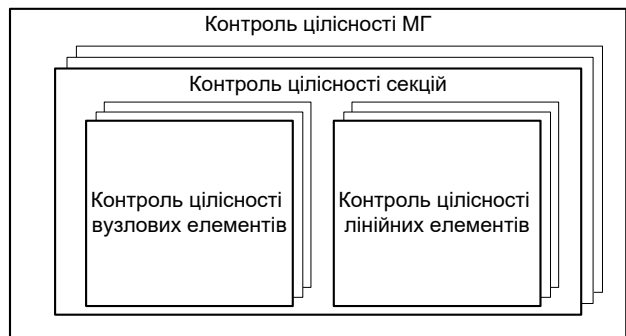 Контроль цілісності МГ
Контроль цілісності секцій
Контроль цілісності
вузлових елементів
Контроль цілісності
лінійних елементів